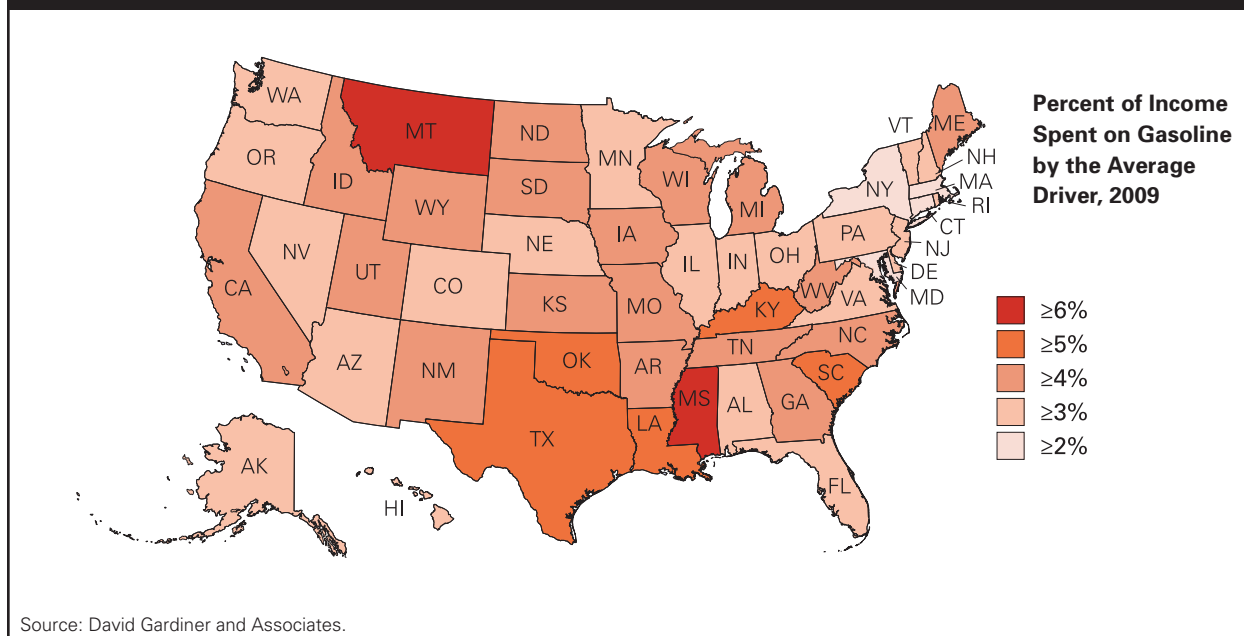 Percent of Income
Spent on Gasoline
by the Average
Driver, 2009
WA
MT
ND
MN
VT
ME
NH
OR
ID
SD
WI
MI
NY
MA
RI
WY
CT
NV
NE
IA
PA
NJ
CA
UT
CO
IL
IN
OH
DE
MD
KS
MO
WV
VA
KY
AZ
NM
OK
AR
TN
NC
SC
TX
LA
MS
AL
GA
FL
AK
HI
≥6%
≥5%
≥4%
≥3%
≥2%
Source: David Gardiner and Associates.